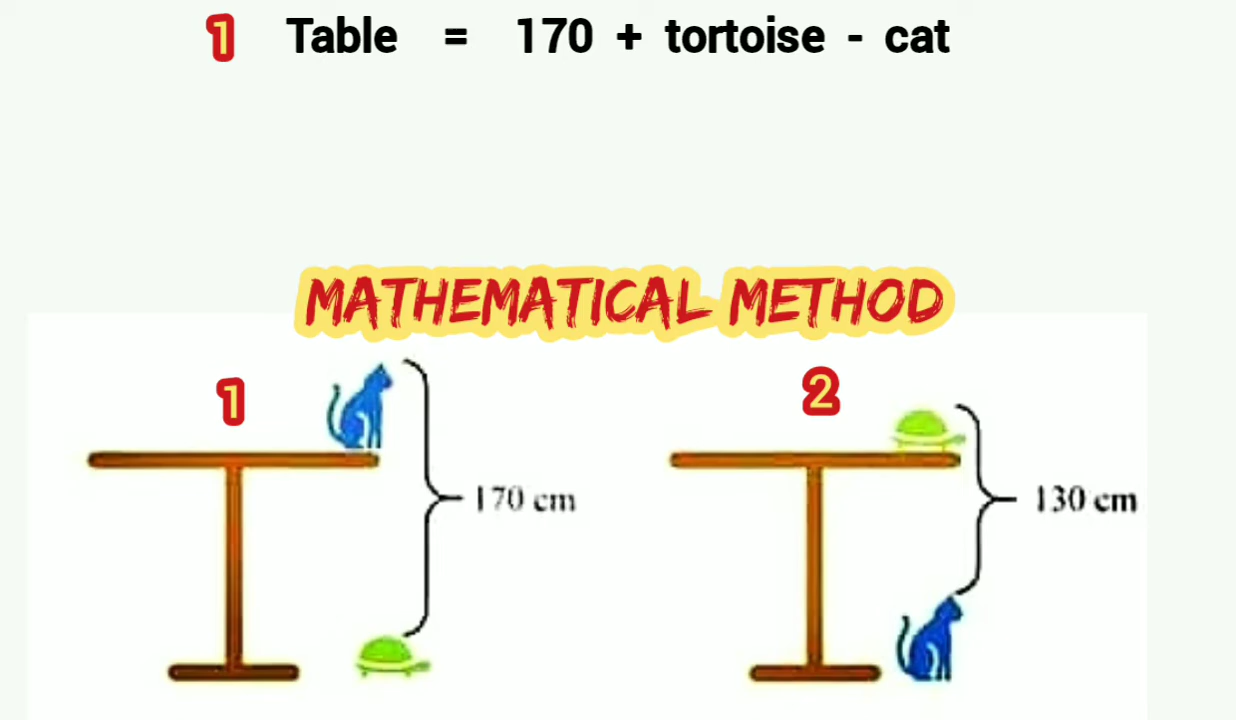 1 Table = 170 + tortoise - cat
MATHEMATICAL METHOD
1
2
170 cm
130 cm